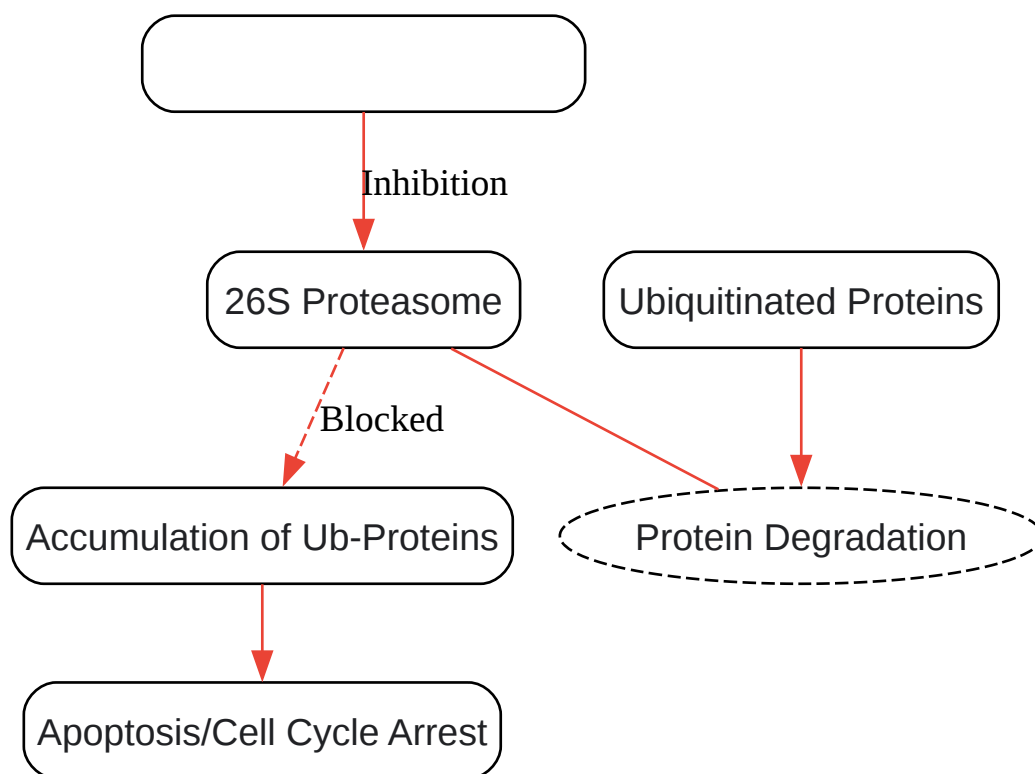 Inhibition
26S Proteasome
Ubiquitinated Proteins
Blocked
Accumulation of Ub-Proteins
Protein Degradation
Apoptosis/Cell Cycle Arrest